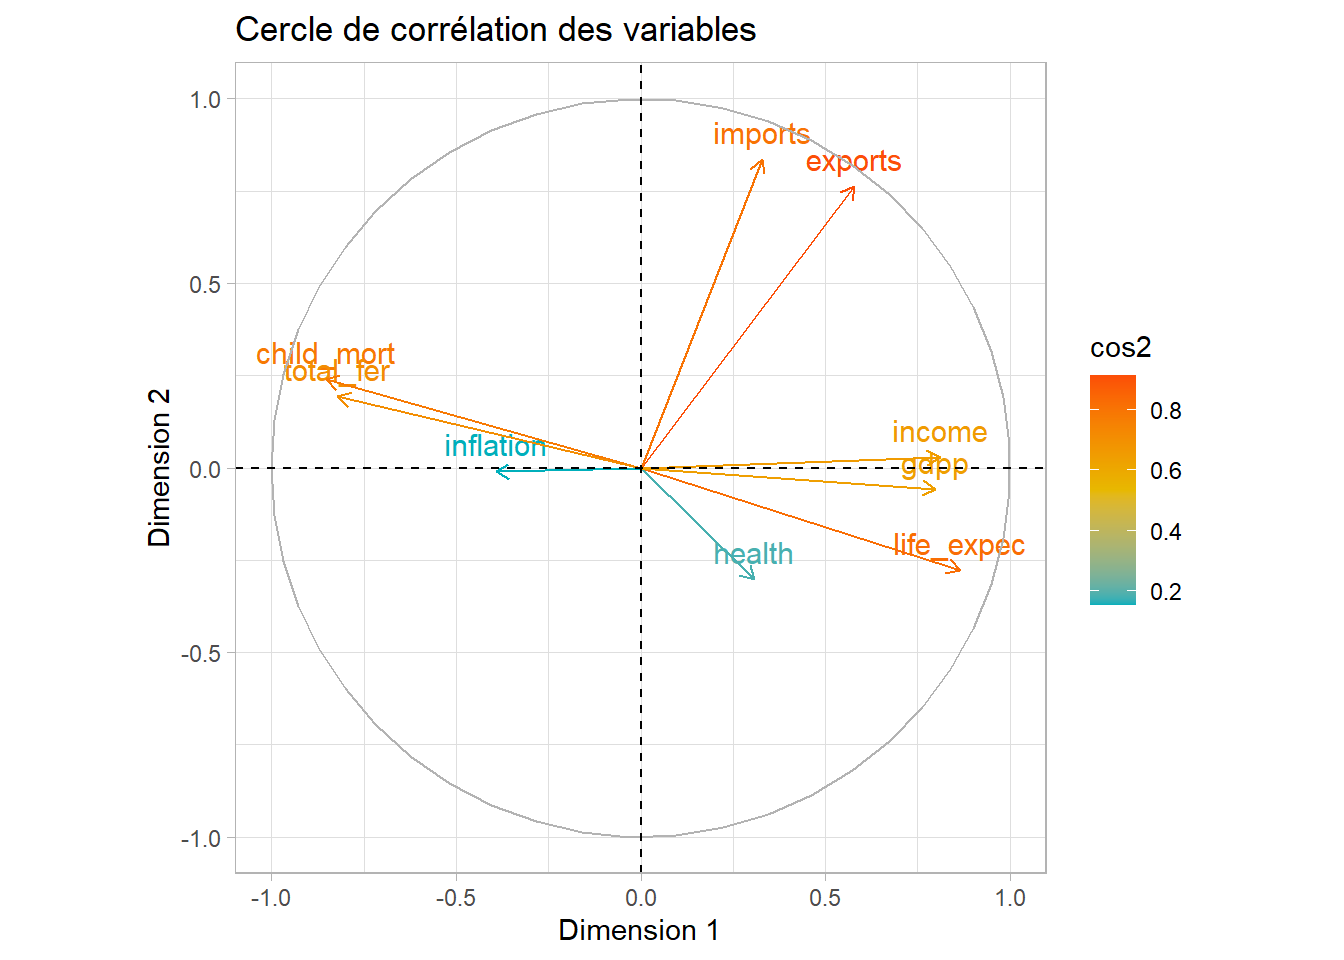 Cercle de corrélation des variables
1.0
0.5
0.0
-0.5
-1.0
Dimension 2
imports
exports
child_mort
total_fer
inflation
income
gdpp
life_expec
health
-1.0 -0.5 0.0 0.5 1.0
Dimension 1
cos2
0.8
0.6
0.4
0.2